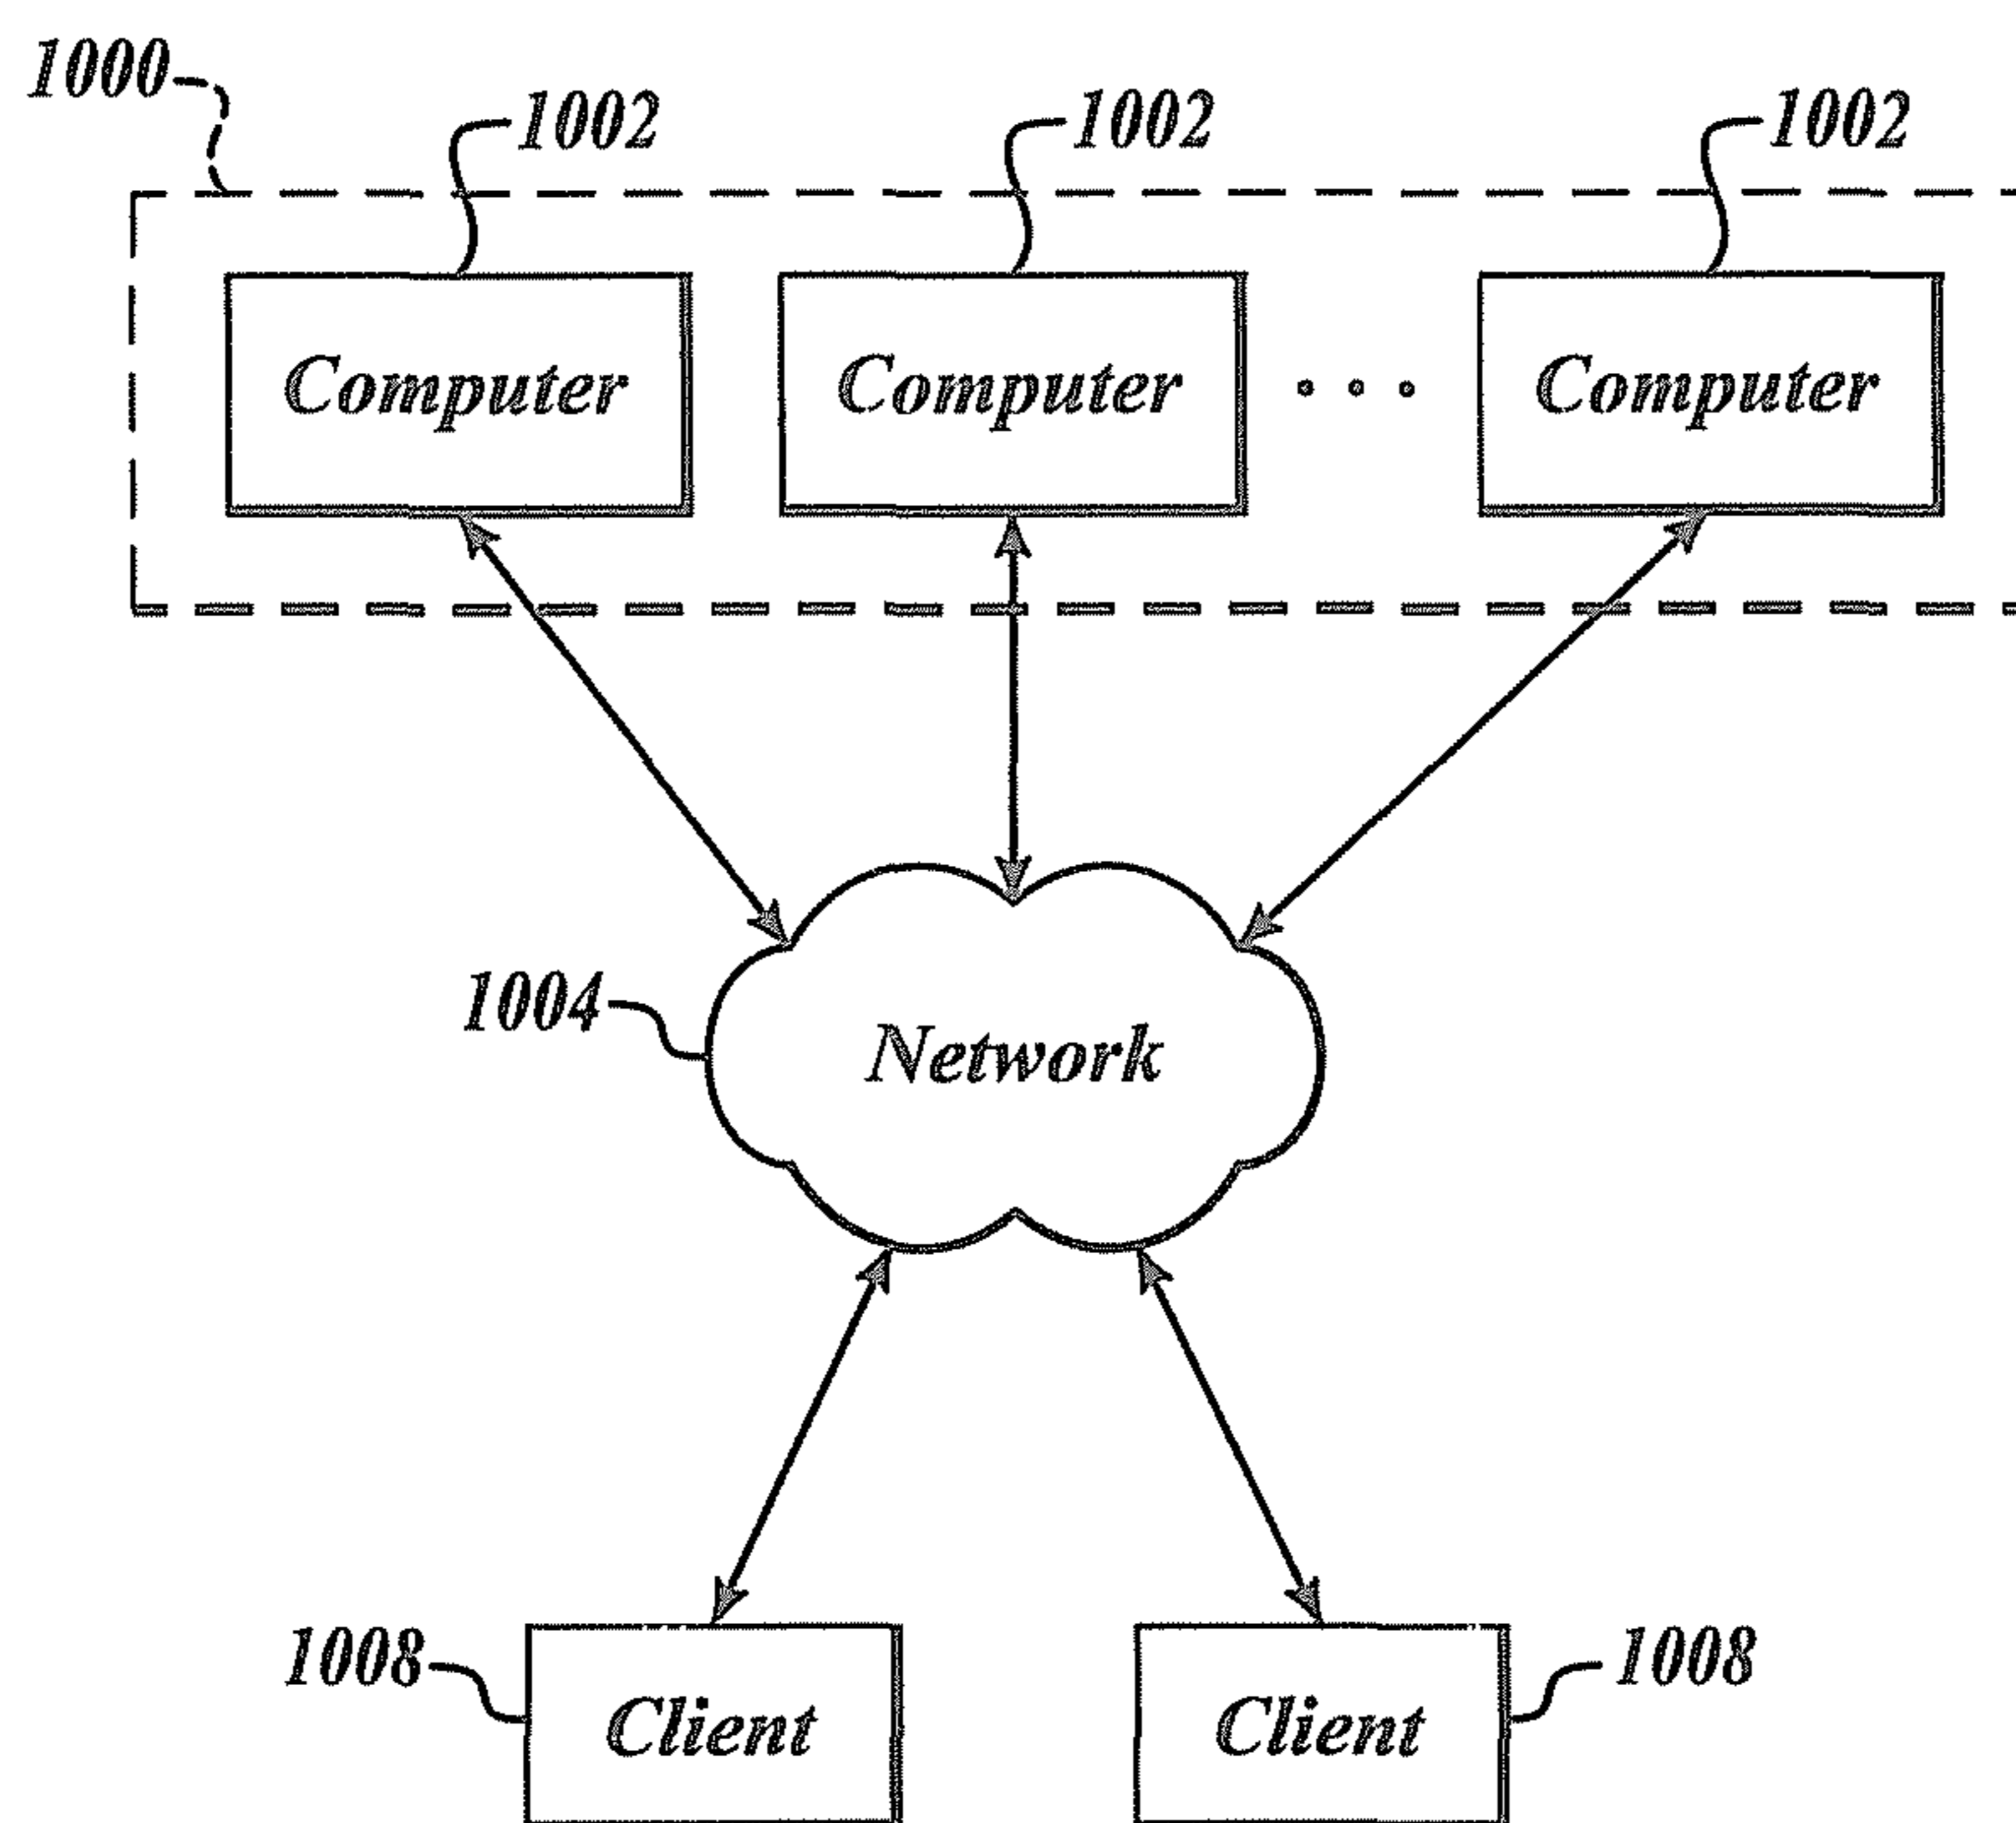 1000
1002 1002 1002
Computer Computer . . . Computer
1004
Network
1008 1008
Client Client